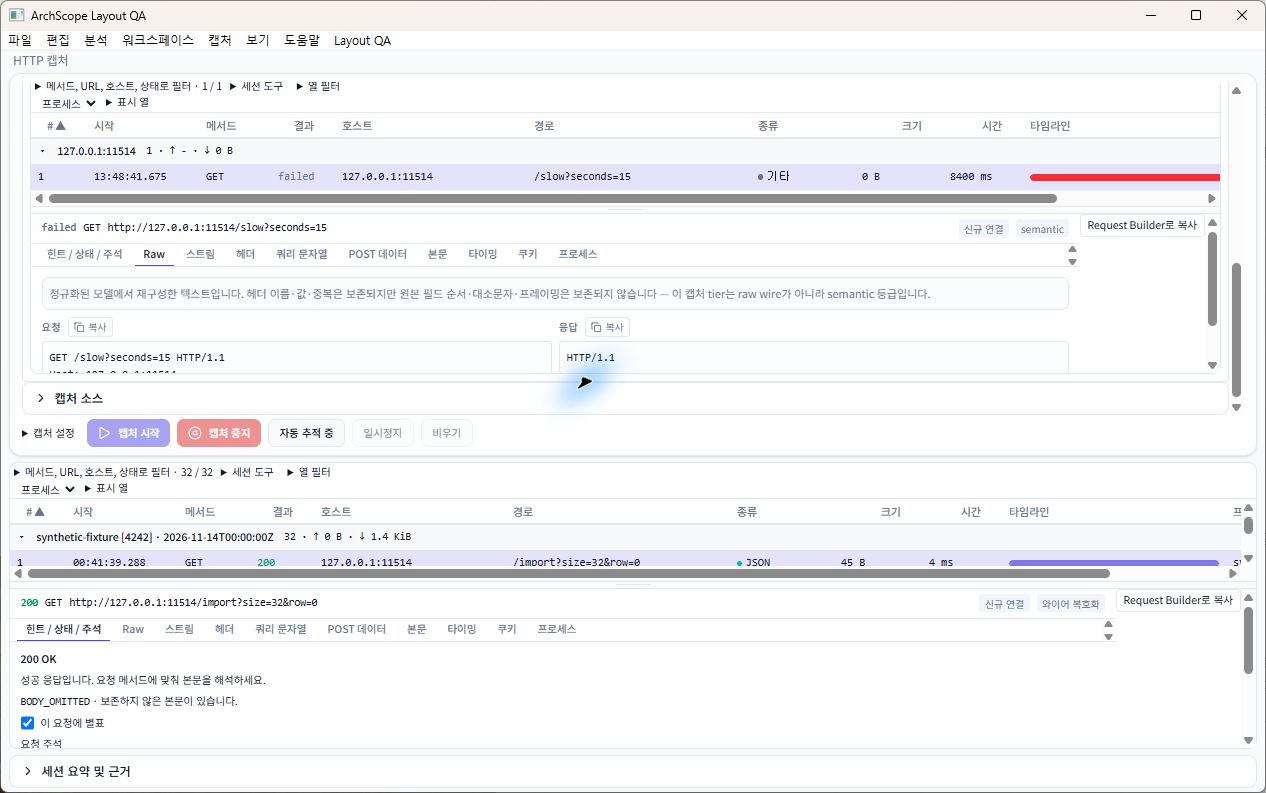 ArchScope Layout QA
파일 편집 분석 워크스페이스 캡처 보기 도움말 Layout QA
HTTP 캡처
▶ 메서드, URL, 호스트, 상태로 필터 · 1 / 1 ▶ 세션 도구 ▶ 열 필터
프로세스 ▶ 표시 열
# ▲ 시작 메서드 결과 호스트 경로 종류 크기 시간 타임라인
127.0.0.1:11514 1 · ↑ - · ↓ 0 B
1 13:48:41.675 GET failed 127.0.0.1:11514 /slow?seconds=15 ● 기타 0 B 8400 ms
failed GET http://127.0.0.1:11514/slow?seconds=15 신규 연결 semantic Request Builder로 복사
힌트 / 상태 / 주석 Raw 스트림 헤더 쿼리 문자열 POST 데이터 본문 타이밍 쿠키 프로세스
정규화된 모델에서 재구성한 텍스트입니다. 헤더 이름·값·중복은 보존되지만 원본 필드 순서·대소문자·프레이밍은 보존되지 않습니다 — 이 캡처 tier는 raw wire가 아니라 semantic 등급입니다.
요청 복사 응답 복사
GET /slow?seconds=15 HTTP/1.1 HTTP/1.1
캡처 소스
▶ 캡처 설정 캡처 시작 캡처 중지 자동 추적 중 일시정지 비우기
▶ 메서드, URL, 호스트, 상태로 필터 · 32 / 32 ▶ 세션 도구 ▶ 열 필터
프로세스 ▶ 표시 열
# ▲ 시작 메서드 결과 호스트 경로 종류 크기 시간 타임라인
synthetic-fixture [4242] · 2026-11-14T00:00:00Z 32 · ↑ 0 B · ↓ 1.4 KiB
1 00:41:39.288 GET 200 127.0.0.1:11514 /import?size=32&row=0 ● JSON 45 B 4 ms
200 GET http://127.0.0.1:11514/import?size=32&row=0 신규 연결 와이어 복호화 Request Builder로 복사
힌트 / 상태 / 주석 Raw 스트림 헤더 쿼리 문자열 POST 데이터 본문 타이밍 쿠키 프로세스
200 OK
성공 응답입니다. 요청 메서드에 맞춰 본문을 해석하세요.
BODY_OMITTED · 보존하지 않은 본문이 있습니다.
이 요청에 별표
요청 주석
세션 요약 및 근거